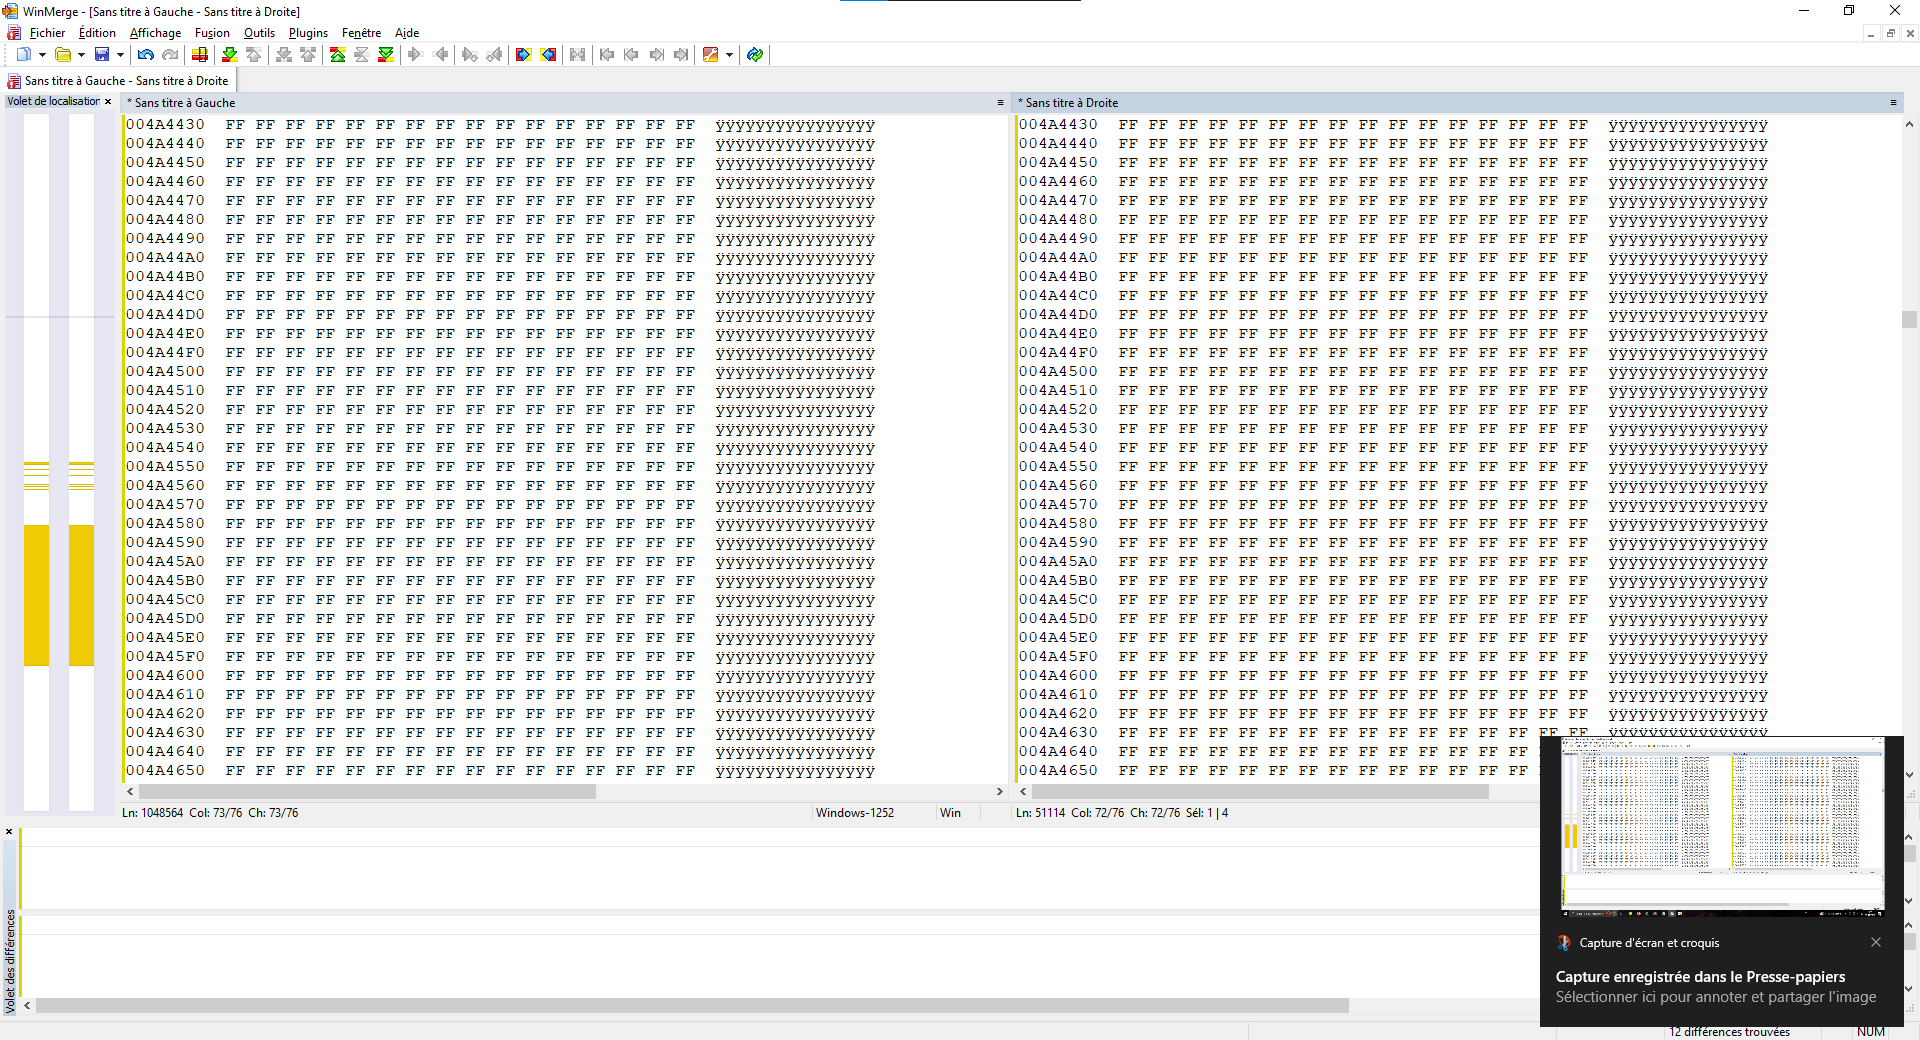 WinMerge - [Sans titre à Gauche - Sans titre à Droite]
Fichier Édition Affichage Fusion Outils Plugins Fenêtre Aide
Sans titre à Gauche - Sans titre à Droite
Volet de localisation
* Sans titre à Gauche
004A4430 FF FF FF FF FF FF FF FF FF FF FF FF FF FF FF FF ÿÿÿÿÿÿÿÿÿÿÿÿÿÿÿÿ
004A4440 FF FF FF FF FF FF FF FF FF FF FF FF FF FF FF FF ÿÿÿÿÿÿÿÿÿÿÿÿÿÿÿÿ
004A4450 FF FF FF FF FF FF FF FF FF FF FF FF FF FF FF FF ÿÿÿÿÿÿÿÿÿÿÿÿÿÿÿÿ
004A4460 FF FF FF FF FF FF FF FF FF FF FF FF FF FF FF FF ÿÿÿÿÿÿÿÿÿÿÿÿÿÿÿÿ
004A4470 FF FF FF FF FF FF FF FF FF FF FF FF FF FF FF FF ÿÿÿÿÿÿÿÿÿÿÿÿÿÿÿÿ
004A4480 FF FF FF FF FF FF FF FF FF FF FF FF FF FF FF FF ÿÿÿÿÿÿÿÿÿÿÿÿÿÿÿÿ
004A4490 FF FF FF FF FF FF FF FF FF FF FF FF FF FF FF FF ÿÿÿÿÿÿÿÿÿÿÿÿÿÿÿÿ
004A44A0 FF FF FF FF FF FF FF FF FF FF FF FF FF FF FF FF ÿÿÿÿÿÿÿÿÿÿÿÿÿÿÿÿ
004A44B0 FF FF FF FF FF FF FF FF FF FF FF FF FF FF FF FF ÿÿÿÿÿÿÿÿÿÿÿÿÿÿÿÿ
004A44C0 FF FF FF FF FF FF FF FF FF FF FF FF FF FF FF FF ÿÿÿÿÿÿÿÿÿÿÿÿÿÿÿÿ
004A44D0 FF FF FF FF FF FF FF FF FF FF FF FF FF FF FF FF ÿÿÿÿÿÿÿÿÿÿÿÿÿÿÿÿ
004A44E0 FF FF FF FF FF FF FF FF FF FF FF FF FF FF FF FF ÿÿÿÿÿÿÿÿÿÿÿÿÿÿÿÿ
004A44F0 FF FF FF FF FF FF FF FF FF FF FF FF FF FF FF FF ÿÿÿÿÿÿÿÿÿÿÿÿÿÿÿÿ
004A4500 FF FF FF FF FF FF FF FF FF FF FF FF FF FF FF FF ÿÿÿÿÿÿÿÿÿÿÿÿÿÿÿÿ
004A4510 FF FF FF FF FF FF FF FF FF FF FF FF FF FF FF FF ÿÿÿÿÿÿÿÿÿÿÿÿÿÿÿÿ
004A4520 FF FF FF FF FF FF FF FF FF FF FF FF FF FF FF FF ÿÿÿÿÿÿÿÿÿÿÿÿÿÿÿÿ
004A4530 FF FF FF FF FF FF FF FF FF FF FF FF FF FF FF FF ÿÿÿÿÿÿÿÿÿÿÿÿÿÿÿÿ
004A4540 FF FF FF FF FF FF FF FF FF FF FF FF FF FF FF FF ÿÿÿÿÿÿÿÿÿÿÿÿÿÿÿÿ
004A4550 FF FF FF FF FF FF FF FF FF FF FF FF FF FF FF FF ÿÿÿÿÿÿÿÿÿÿÿÿÿÿÿÿ
004A4560 FF FF FF FF FF FF FF FF FF FF FF FF FF FF FF FF ÿÿÿÿÿÿÿÿÿÿÿÿÿÿÿÿ
004A4570 FF FF FF FF FF FF FF FF FF FF FF FF FF FF FF FF ÿÿÿÿÿÿÿÿÿÿÿÿÿÿÿÿ
004A4580 FF FF FF FF FF FF FF FF FF FF FF FF FF FF FF FF ÿÿÿÿÿÿÿÿÿÿÿÿÿÿÿÿ
004A4590 FF FF FF FF FF FF FF FF FF FF FF FF FF FF FF FF ÿÿÿÿÿÿÿÿÿÿÿÿÿÿÿÿ
004A45A0 FF FF FF FF FF FF FF FF FF FF FF FF FF FF FF FF ÿÿÿÿÿÿÿÿÿÿÿÿÿÿÿÿ
004A45B0 FF FF FF FF FF FF FF FF FF FF FF FF FF FF FF FF ÿÿÿÿÿÿÿÿÿÿÿÿÿÿÿÿ
004A45C0 FF FF FF FF FF FF FF FF FF FF FF FF FF FF FF FF ÿÿÿÿÿÿÿÿÿÿÿÿÿÿÿÿ
004A45D0 FF FF FF FF FF FF FF FF FF FF FF FF FF FF FF FF ÿÿÿÿÿÿÿÿÿÿÿÿÿÿÿÿ
004A45E0 FF FF FF FF FF FF FF FF FF FF FF FF FF FF FF FF ÿÿÿÿÿÿÿÿÿÿÿÿÿÿÿÿ
004A45F0 FF FF FF FF FF FF FF FF FF FF FF FF FF FF FF FF ÿÿÿÿÿÿÿÿÿÿÿÿÿÿÿÿ
004A4600 FF FF FF FF FF FF FF FF FF FF FF FF FF FF FF FF ÿÿÿÿÿÿÿÿÿÿÿÿÿÿÿÿ
004A4610 FF FF FF FF FF FF FF FF FF FF FF FF FF FF FF FF ÿÿÿÿÿÿÿÿÿÿÿÿÿÿÿÿ
004A4620 FF FF FF FF FF FF FF FF FF FF FF FF FF FF FF FF ÿÿÿÿÿÿÿÿÿÿÿÿÿÿÿÿ
004A4630 FF FF FF FF FF FF FF FF FF FF FF FF FF FF FF FF ÿÿÿÿÿÿÿÿÿÿÿÿÿÿÿÿ
004A4640 FF FF FF FF FF FF FF FF FF FF FF FF FF FF FF FF ÿÿÿÿÿÿÿÿÿÿÿÿÿÿÿÿ
004A4650 FF FF FF FF FF FF FF FF FF FF FF FF FF FF FF FF ÿÿÿÿÿÿÿÿÿÿÿÿÿÿÿÿ
Ln: 1048564 Col: 73/76 Ch: 73/76 Windows-1252 Win
* Sans titre à Droite
004A4430 FF FF FF FF FF FF FF FF FF FF FF FF FF FF FF FF ÿÿÿÿÿÿÿÿÿÿÿÿÿÿÿÿ
004A4440 FF FF FF FF FF FF FF FF FF FF FF FF FF FF FF FF ÿÿÿÿÿÿÿÿÿÿÿÿÿÿÿÿ
004A4450 FF FF FF FF FF FF FF FF FF FF FF FF FF FF FF FF ÿÿÿÿÿÿÿÿÿÿÿÿÿÿÿÿ
004A4460 FF FF FF FF FF FF FF FF FF FF FF FF FF FF FF FF ÿÿÿÿÿÿÿÿÿÿÿÿÿÿÿÿ
004A4470 FF FF FF FF FF FF FF FF FF FF FF FF FF FF FF FF ÿÿÿÿÿÿÿÿÿÿÿÿÿÿÿÿ
004A4480 FF FF FF FF FF FF FF FF FF FF FF FF FF FF FF FF ÿÿÿÿÿÿÿÿÿÿÿÿÿÿÿÿ
004A4490 FF FF FF FF FF FF FF FF FF FF FF FF FF FF FF FF ÿÿÿÿÿÿÿÿÿÿÿÿÿÿÿÿ
004A44A0 FF FF FF FF FF FF FF FF FF FF FF FF FF FF FF FF ÿÿÿÿÿÿÿÿÿÿÿÿÿÿÿÿ
004A44B0 FF FF FF FF FF FF FF FF FF FF FF FF FF FF FF FF ÿÿÿÿÿÿÿÿÿÿÿÿÿÿÿÿ
004A44C0 FF FF FF FF FF FF FF FF FF FF FF FF FF FF FF FF ÿÿÿÿÿÿÿÿÿÿÿÿÿÿÿÿ
004A44D0 FF FF FF FF FF FF FF FF FF FF FF FF FF FF FF FF ÿÿÿÿÿÿÿÿÿÿÿÿÿÿÿÿ
004A44E0 FF FF FF FF FF FF FF FF FF FF FF FF FF FF FF FF ÿÿÿÿÿÿÿÿÿÿÿÿÿÿÿÿ
004A44F0 FF FF FF FF FF FF FF FF FF FF FF FF FF FF FF FF ÿÿÿÿÿÿÿÿÿÿÿÿÿÿÿÿ
004A4500 FF FF FF FF FF FF FF FF FF FF FF FF FF FF FF FF ÿÿÿÿÿÿÿÿÿÿÿÿÿÿÿÿ
004A4510 FF FF FF FF FF FF FF FF FF FF FF FF FF FF FF FF ÿÿÿÿÿÿÿÿÿÿÿÿÿÿÿÿ
004A4520 FF FF FF FF FF FF FF FF FF FF FF FF FF FF FF FF ÿÿÿÿÿÿÿÿÿÿÿÿÿÿÿÿ
004A4530 FF FF FF FF FF FF FF FF FF FF FF FF FF FF FF FF ÿÿÿÿÿÿÿÿÿÿÿÿÿÿÿÿ
004A4540 FF FF FF FF FF FF FF FF FF FF FF FF FF FF FF FF ÿÿÿÿÿÿÿÿÿÿÿÿÿÿÿÿ
004A4550 FF FF FF FF FF FF FF FF FF FF FF FF FF FF FF FF ÿÿÿÿÿÿÿÿÿÿÿÿÿÿÿÿ
004A4560 FF FF FF FF FF FF FF FF FF FF FF FF FF FF FF FF ÿÿÿÿÿÿÿÿÿÿÿÿÿÿÿÿ
004A4570 FF FF FF FF FF FF FF FF FF FF FF FF FF FF FF FF ÿÿÿÿÿÿÿÿÿÿÿÿÿÿÿÿ
004A4580 FF FF FF FF FF FF FF FF FF FF FF FF FF FF FF FF ÿÿÿÿÿÿÿÿÿÿÿÿÿÿÿÿ
004A4590 FF FF FF FF FF FF FF FF FF FF FF FF FF FF FF FF ÿÿÿÿÿÿÿÿÿÿÿÿÿÿÿÿ
004A45A0 FF FF FF FF FF FF FF FF FF FF FF FF FF FF FF FF ÿÿÿÿÿÿÿÿÿÿÿÿÿÿÿÿ
004A45B0 FF FF FF FF FF FF FF FF FF FF FF FF FF FF FF FF ÿÿÿÿÿÿÿÿÿÿÿÿÿÿÿÿ
004A45C0 FF FF FF FF FF FF FF FF FF FF FF FF FF FF FF FF ÿÿÿÿÿÿÿÿÿÿÿÿÿÿÿÿ
004A45D0 FF FF FF FF FF FF FF FF FF FF FF FF FF FF FF FF ÿÿÿÿÿÿÿÿÿÿÿÿÿÿÿÿ
004A45E0 FF FF FF FF FF FF FF FF FF FF FF FF FF FF FF FF ÿÿÿÿÿÿÿÿÿÿÿÿÿÿÿÿ
004A45F0 FF FF FF FF FF FF FF FF FF FF FF FF FF FF FF FF ÿÿÿÿÿÿÿÿÿÿÿÿÿÿÿÿ
004A4600 FF FF FF FF FF FF FF FF FF FF FF FF FF FF FF FF ÿÿÿÿÿÿÿÿÿÿÿÿÿÿÿÿ
004A4610 FF FF FF FF FF FF FF FF FF FF FF FF FF FF FF FF ÿÿÿÿÿÿÿÿÿÿÿÿÿÿÿÿ
004A4620 FF FF FF FF FF FF FF FF FF FF FF FF FF FF FF FF ÿÿÿÿÿÿÿÿÿÿÿÿÿÿÿÿ
004A4630 FF FF FF FF FF FF FF FF FF FF FF FF FF FF FF FF
004A4640 FF FF FF FF FF FF FF FF FF FF FF FF FF FF
004A4650 FF FF FF FF FF FF FF FF FF FF FF FF FF FF
Ln: 51114 Col: 72/76 Ch: 72/76 Sél: 1 | 4
Volet des différences
Capture d'écran et croquis
Capture enregistrée dans le Presse-papiers
Sélectionner ici pour annoter et partager l'image
12 différences trouvées NUM